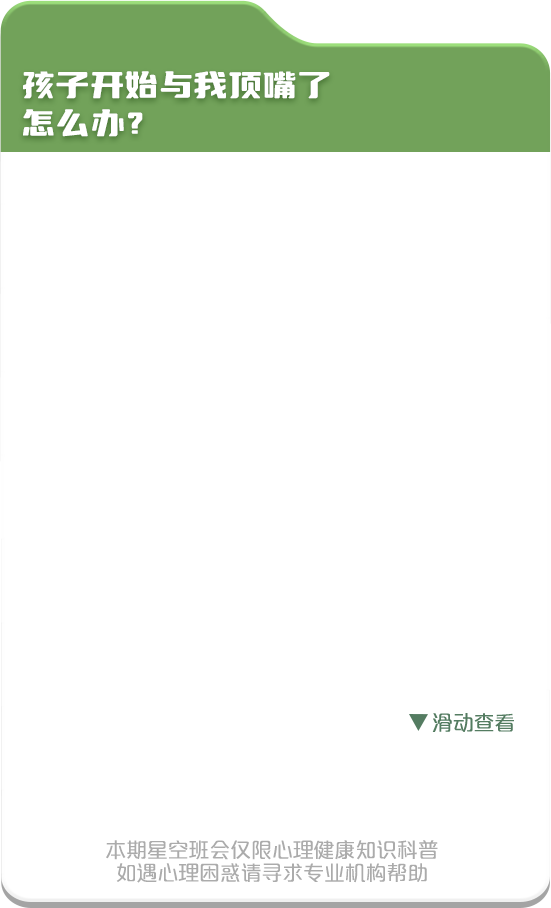 孩子开始与我顶嘴了
怎么办?
▼滑动查看
本期星空班会仅限心理健康知识科普
如遇心理困惑请寻求专业机构帮助